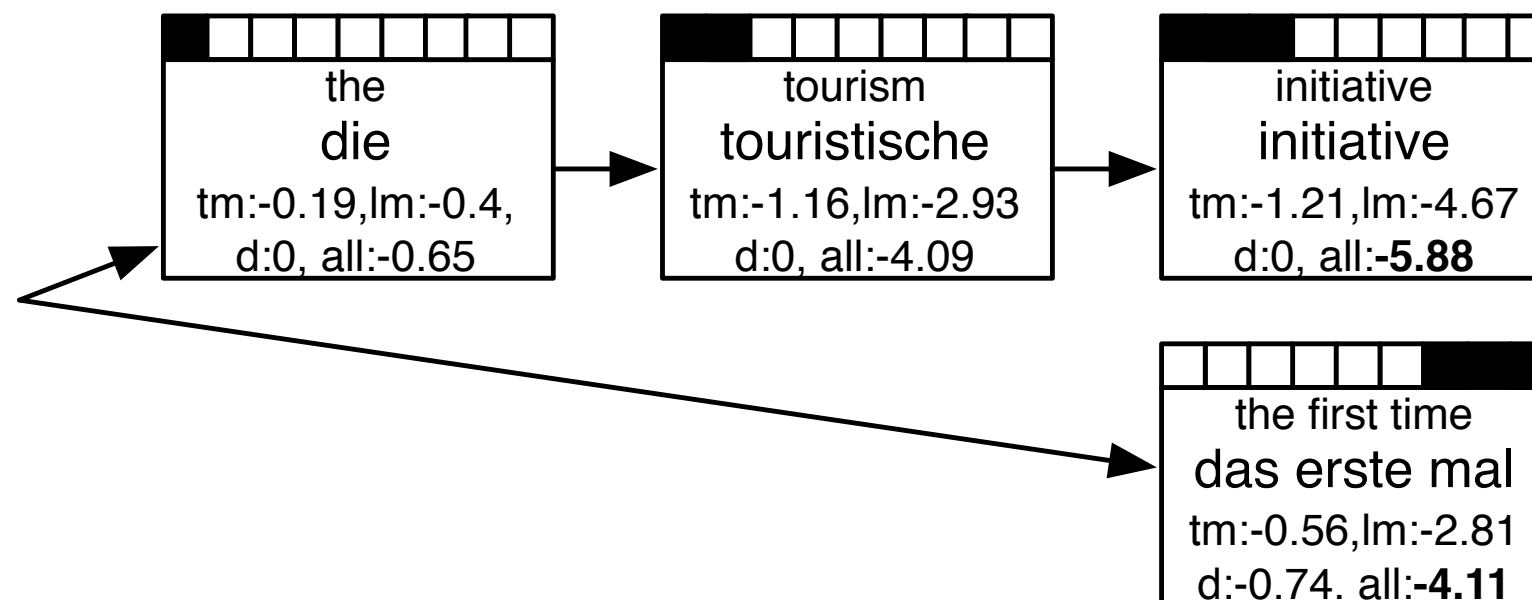 the
die
tm:-0.19,lm:-0.4,
d:0, all:-0.65
tourism
touristische
tm:-1.16,lm:-2.93
d:0, all:-4.09
initiative
initiative
tm:-1.21,lm:-4.67
d:0, all:-5.88
the first time
das erste mal
tm:-0.56,lm:-2.81
d:-0.74. all:-4.11